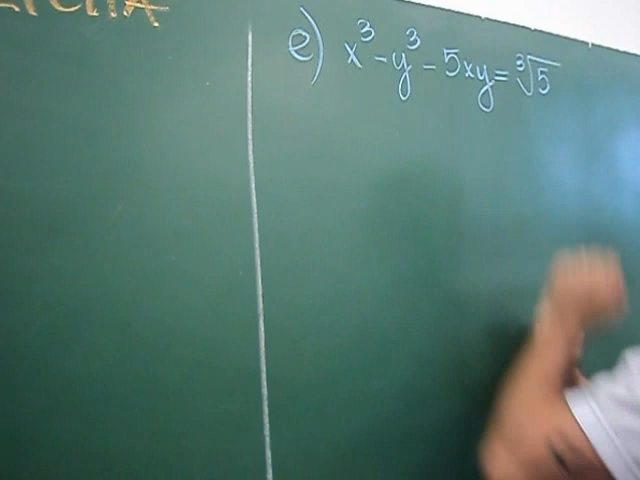 e) x³ - y³ - 5xy = ∛5